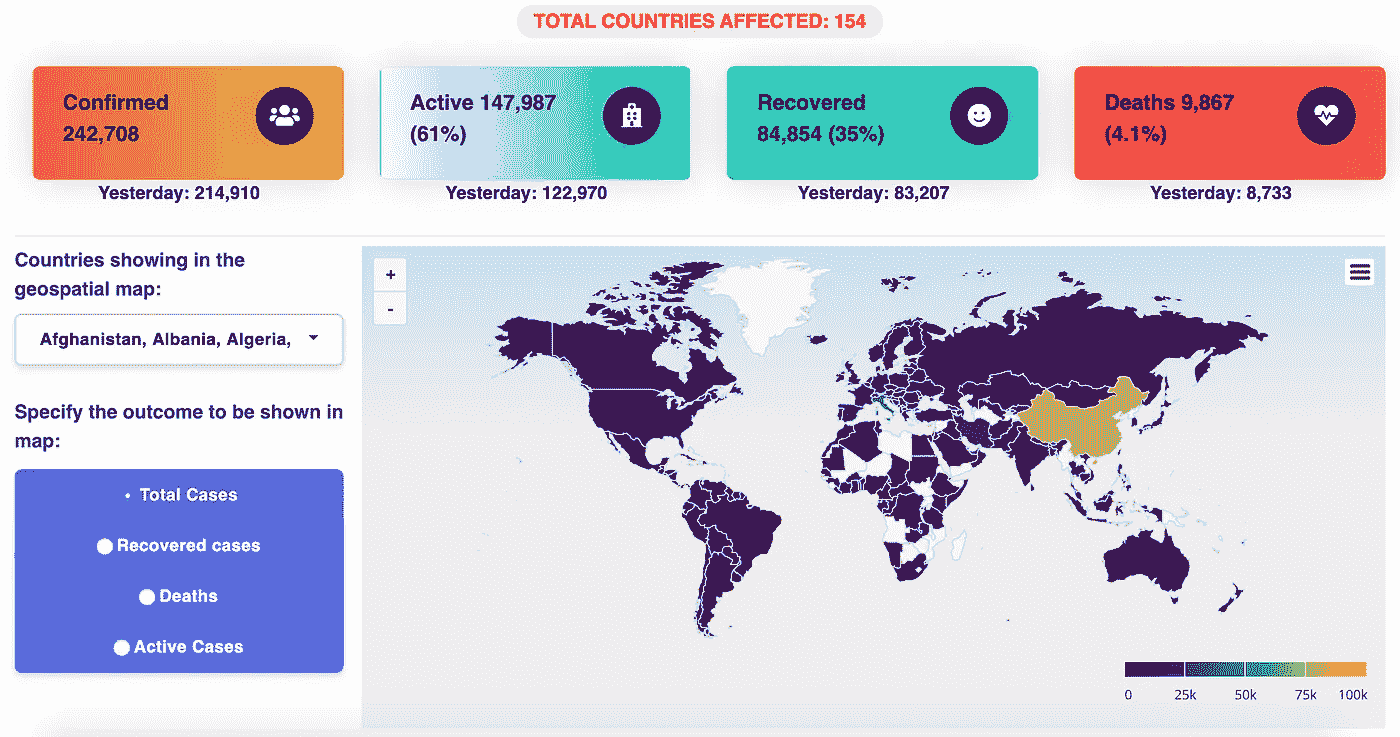 TOTAL COUNTRIES AFFECTED: 154
Confirmed
242,708
Yesterday: 214,910
Active 147,987
(61%)
Yesterday: 122,970
Recovered
84,854 (35%)
Yesterday: 83,207
Deaths 9,867
(4.1%)
Yesterday: 8,733
Countries showing in the
geospatial map:
Afghanistan, Albania, Algeria,
Specify the outcome to be shown in
map:
Total Cases
Recovered cases
Deaths
Active Cases
+
-
0 25k 50k 75k 100k